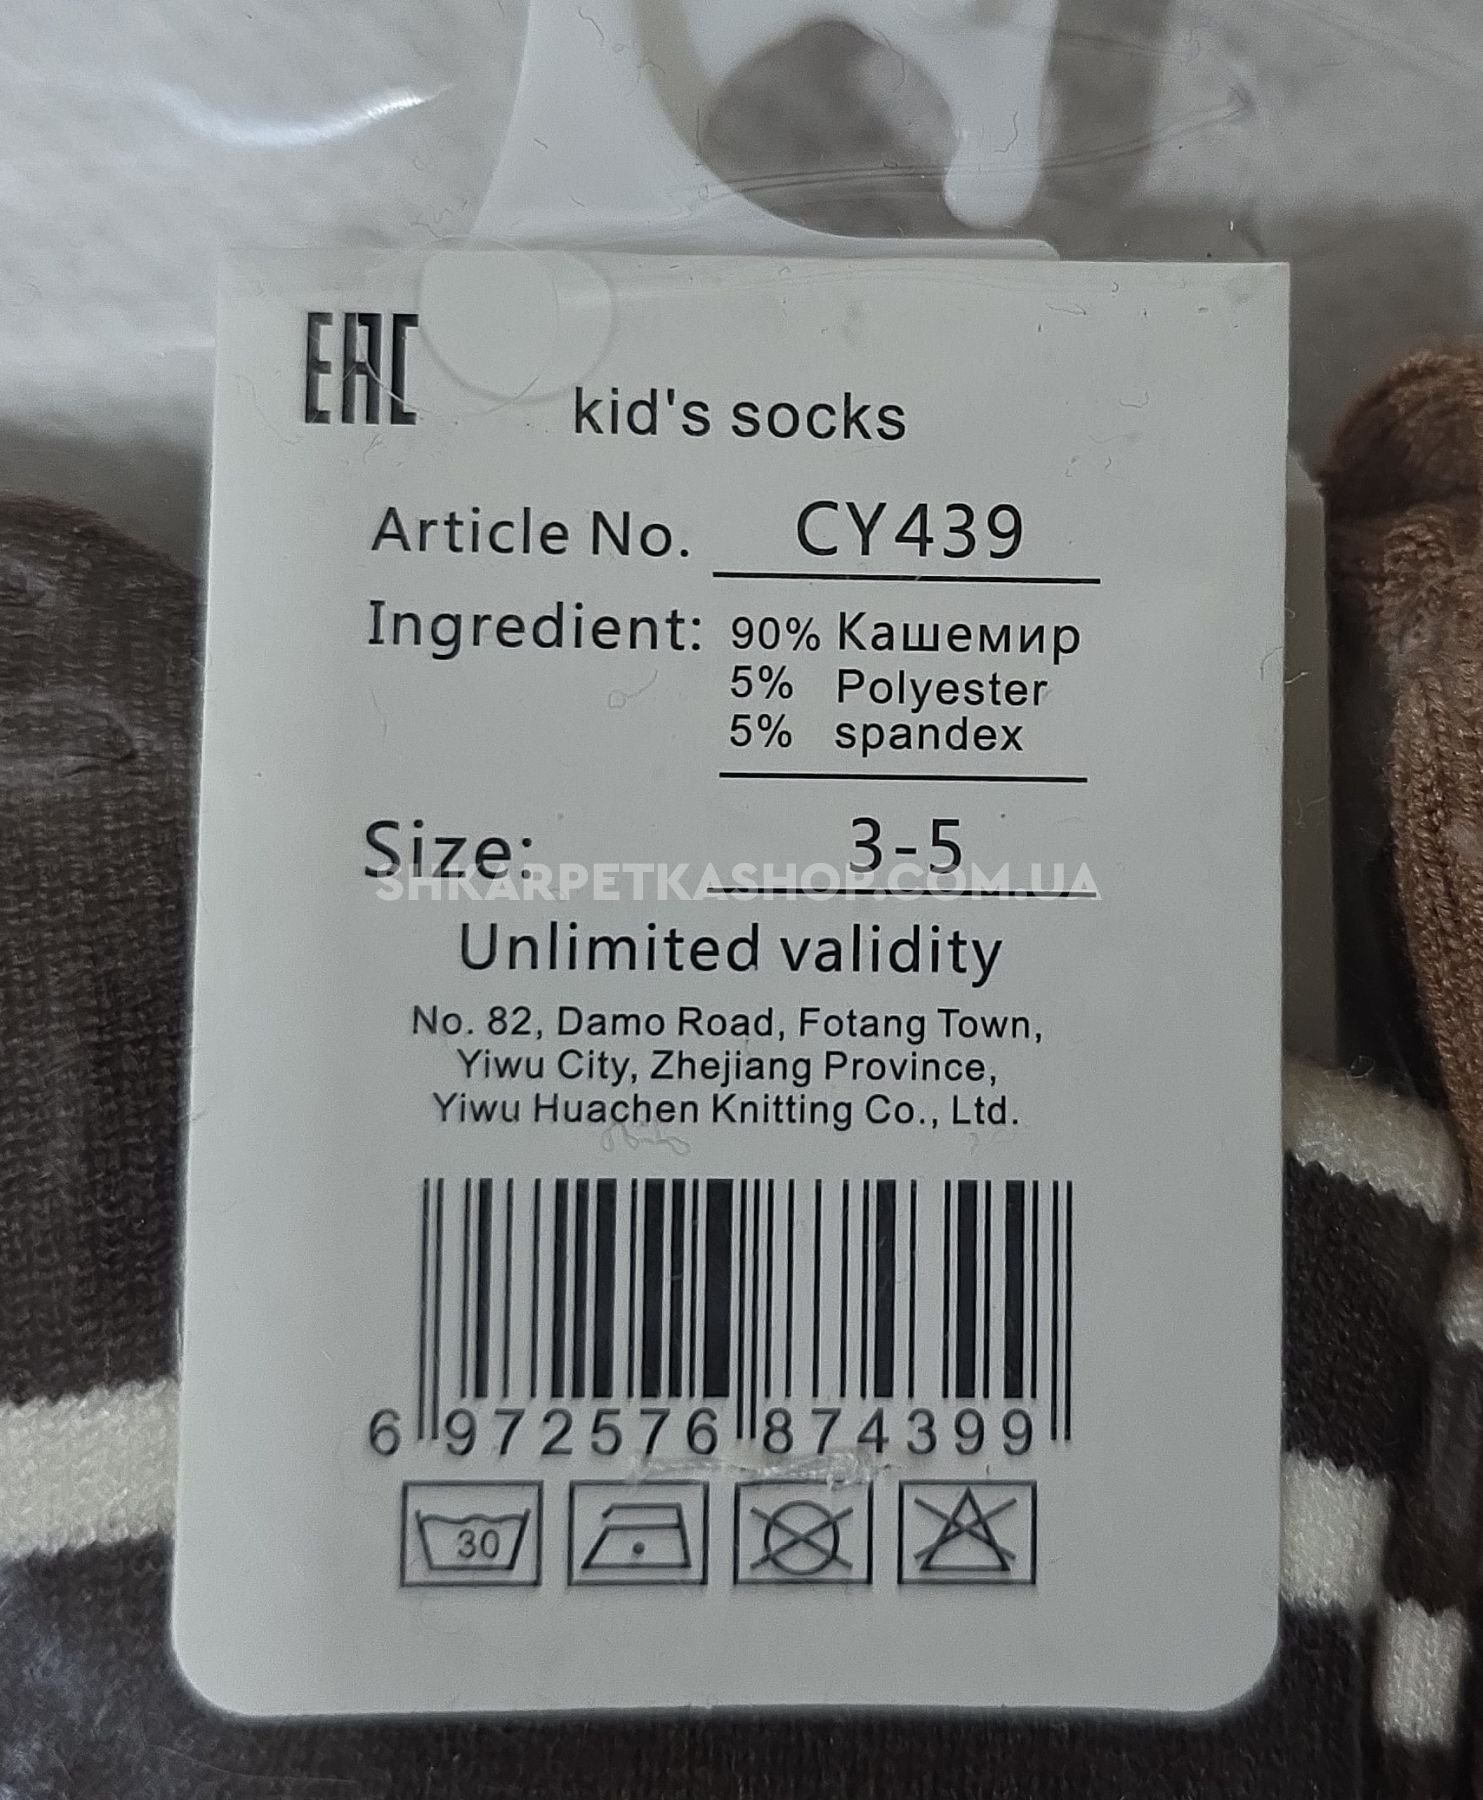 EAC
kid's socks
Article No. CY439
Ingredient: 90% Кашемир
5% Polyester
5% spandex
Size: 3-5
SHKARPETKASHOP.COM.UA
Unlimited validity
No. 82, Damo Road, Fotang Town,
Yiwu City, Zhejiang Province,
Yiwu Huachen Knitting Co., Ltd.
6 972576 874399
30